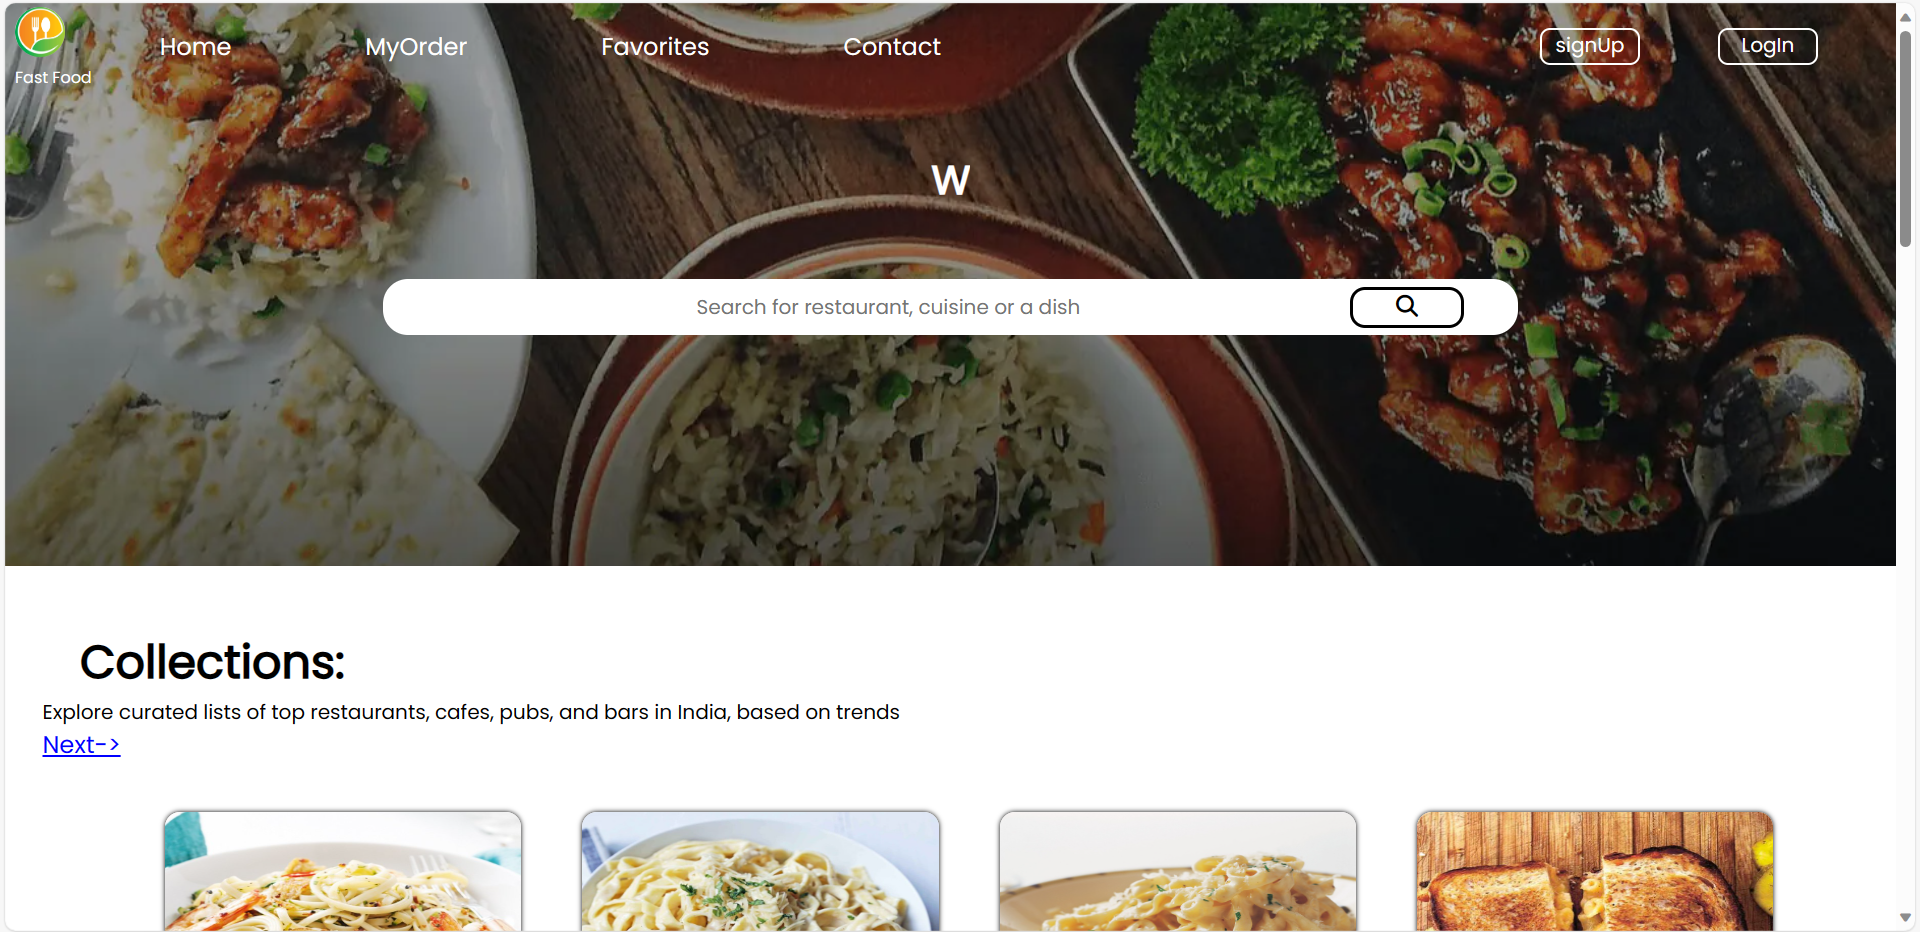 Fast Food
Home
MyOrder
Favorites
Contact
signUp
LogIn
W
Search for restaurant, cuisine or a dish
Collections:
Explore curated lists of top restaurants, cafes, pubs, and bars in India, based on trends
Next->